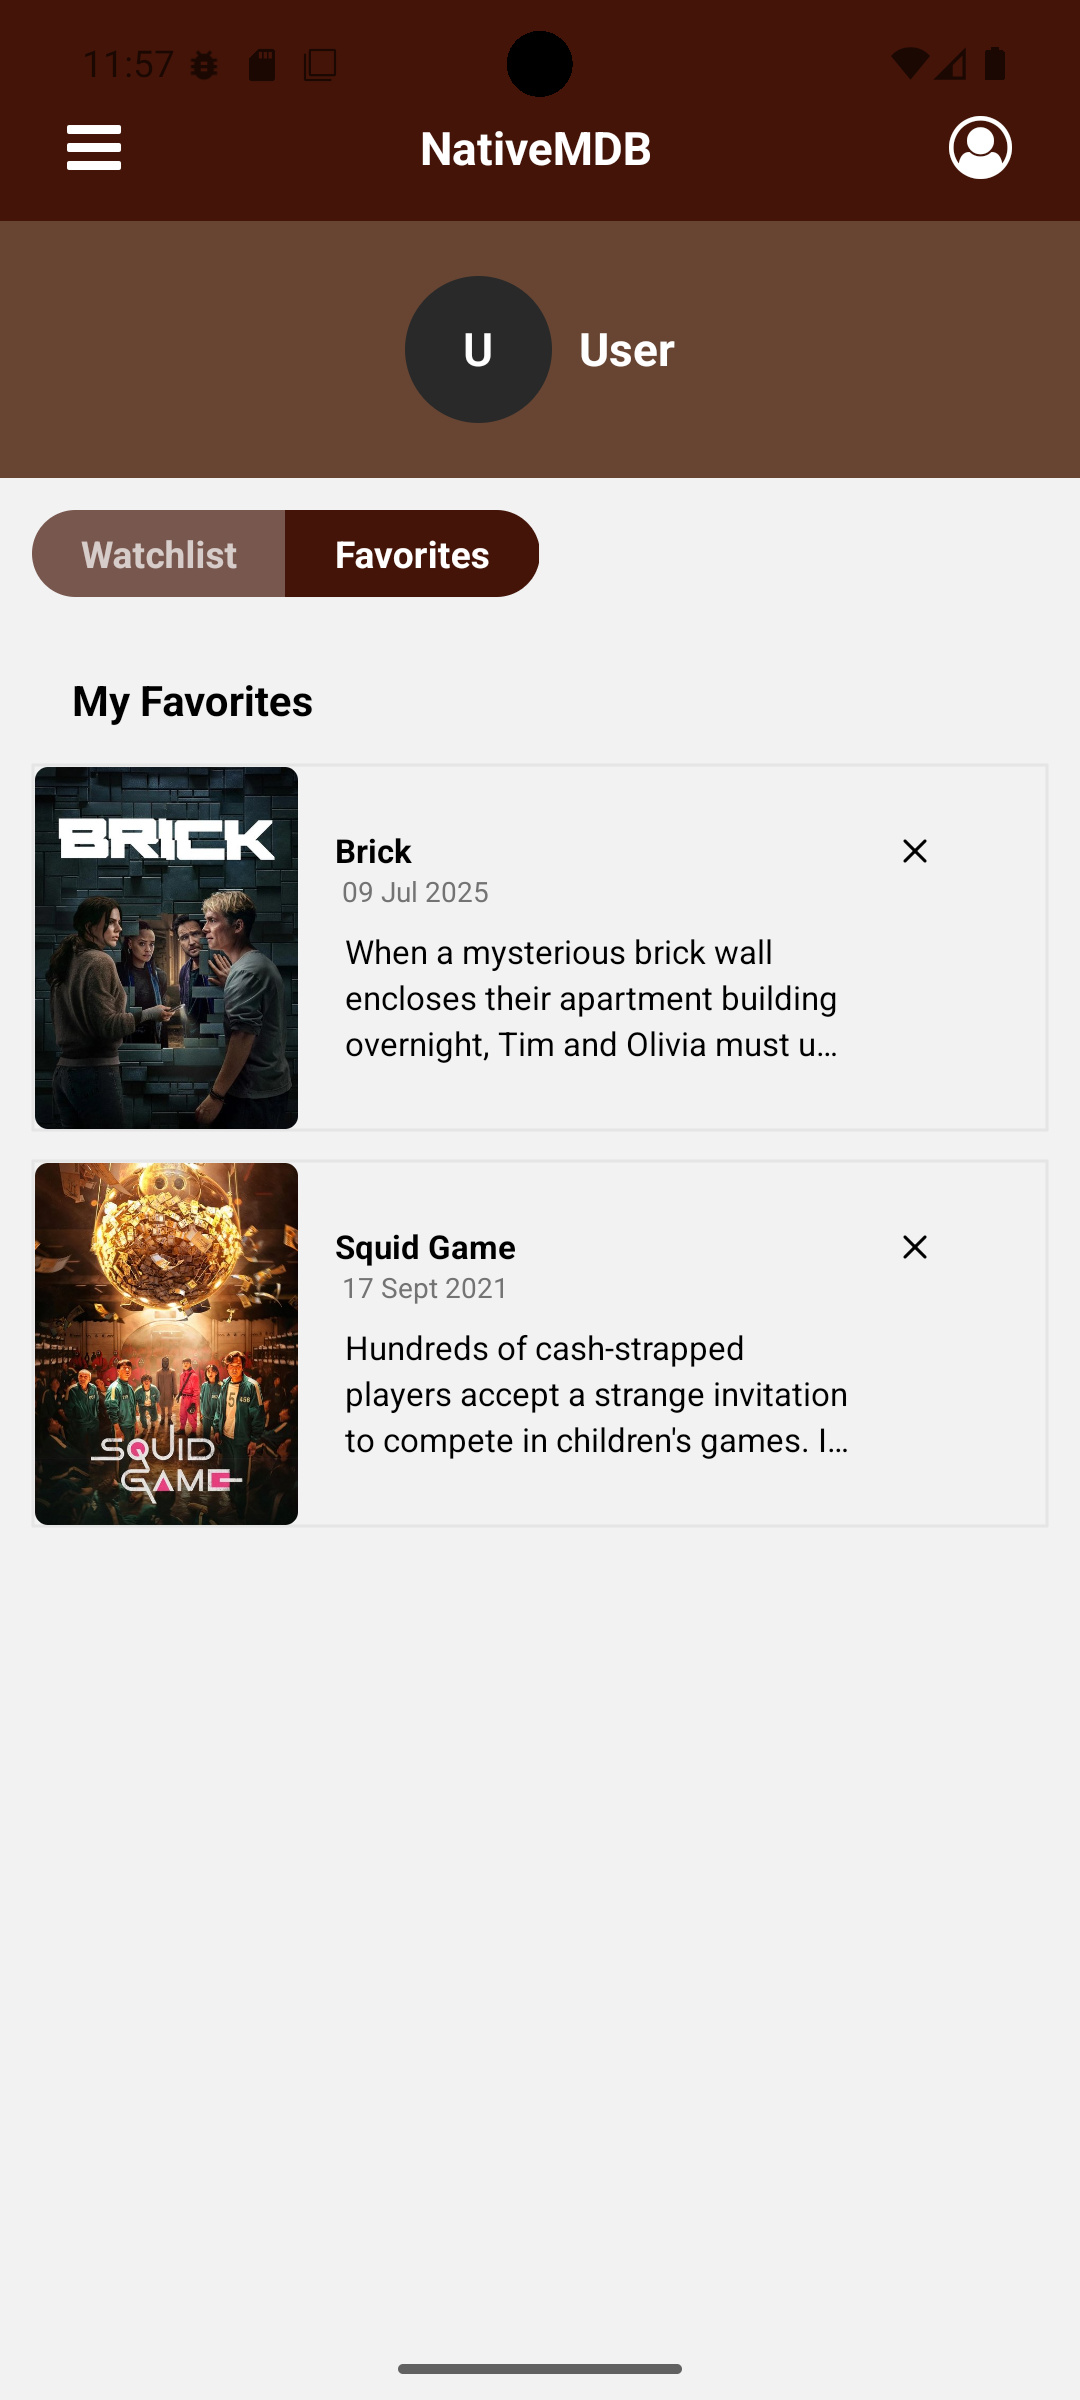 11:57
NativeMDB
U User
Watchlist Favorites
My Favorites
BRICK
Brick
09 Jul 2025
When a mysterious brick wall
encloses their apartment building
overnight, Tim and Olivia must u…
SQUID
GAME
Squid Game
17 Sept 2021
Hundreds of cash-strapped
players accept a strange invitation
to compete in children's games. I…